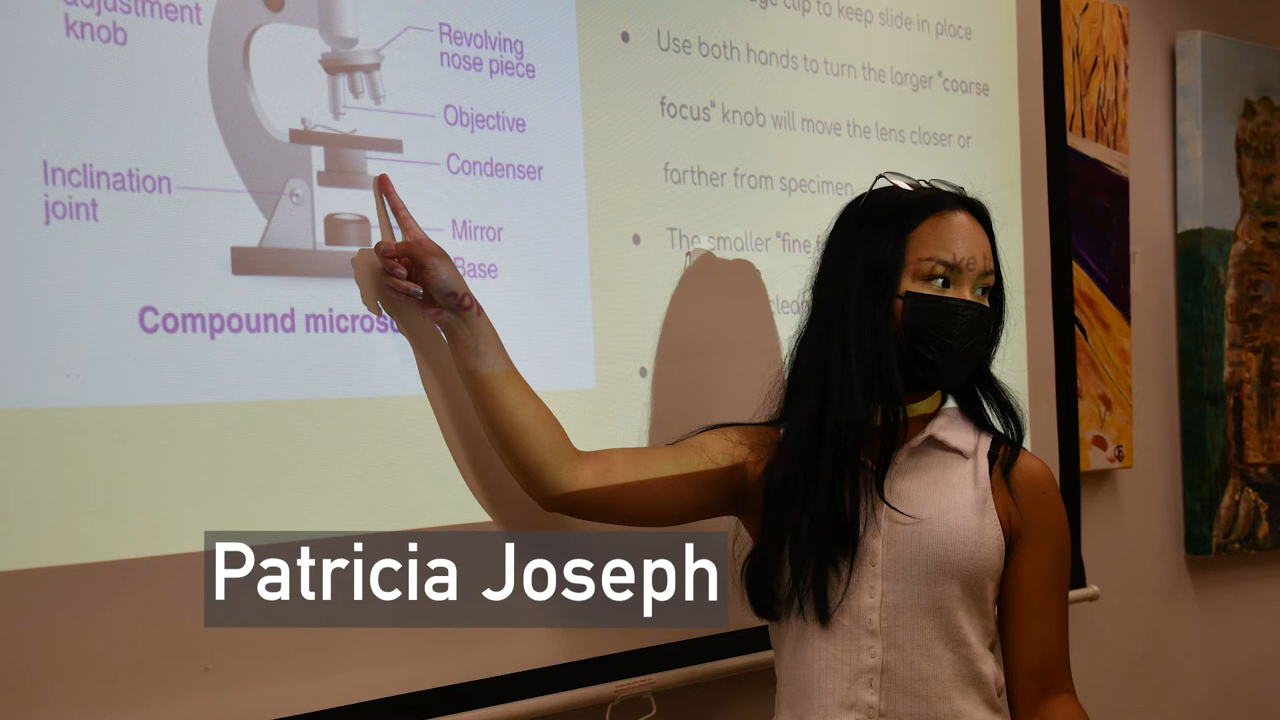 adjustment
knob
Revolving
nose piece
Objective
Condenser
Inclination
joint
Mirror
Base
Compound
clip to keep slide in place
Use both hands to turn the larger "coarse
focus" knob will move the lens closer or
farther from specimen
The smaller "fine
Patricia Joseph